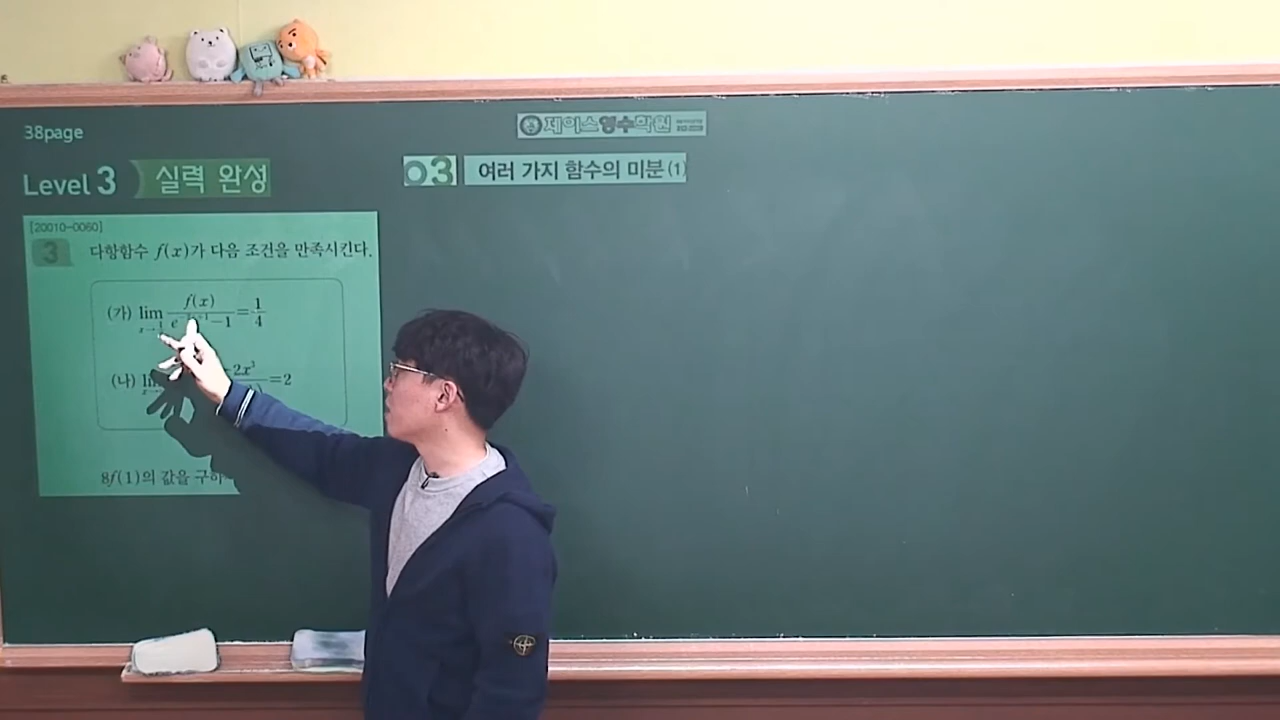 38page
제이스영수학원
Level 3 실력 완성
03 여러 가지 함수의 미분(1)
[20010-0060]
3 다항함수 f(x)가 다음 조건을 만족시킨다.
(가) lim f(x) / e -1 = 1/4
(나) 2x³ =2
8f(1)의 값을 구하